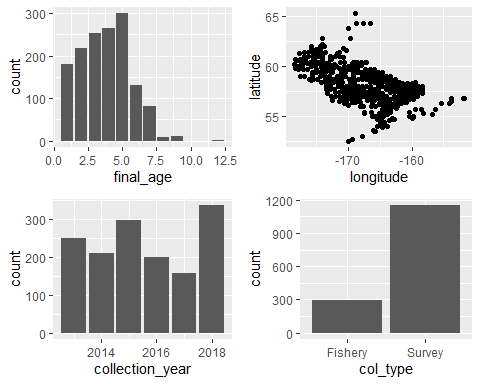 300
200
100
0
count
0.0 2.5 5.0 7.5 10.0 12.5
final_age
65
60
55
latitude
-170 -160
longitude
300
200
100
0
count
2014 2016 2018
collection_year
1200
900
600
300
0
count
Fishery Survey
col_type